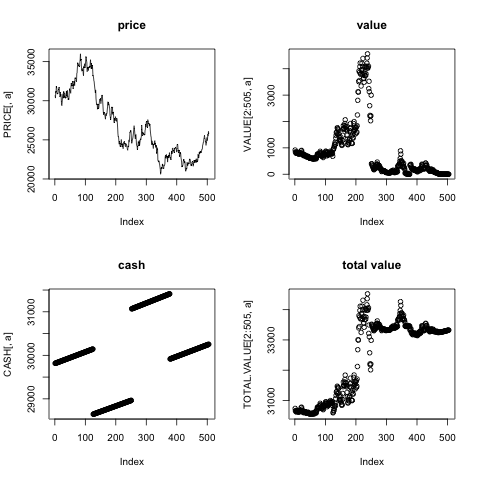 price
PRICE[, a]
20000 25000 30000 35000
0 100 200 300 400 500
Index
value
VALUE[2:505, a]
0 1000 3000
0 100 200 300 400 500
Index
cash
CASH[, a]
29000 30000 31000
0 100 200 300 400 500
Index
total value
TOTAL.VALUE[2:505, a]
31000 33000
0 100 200 300 400 500
Index